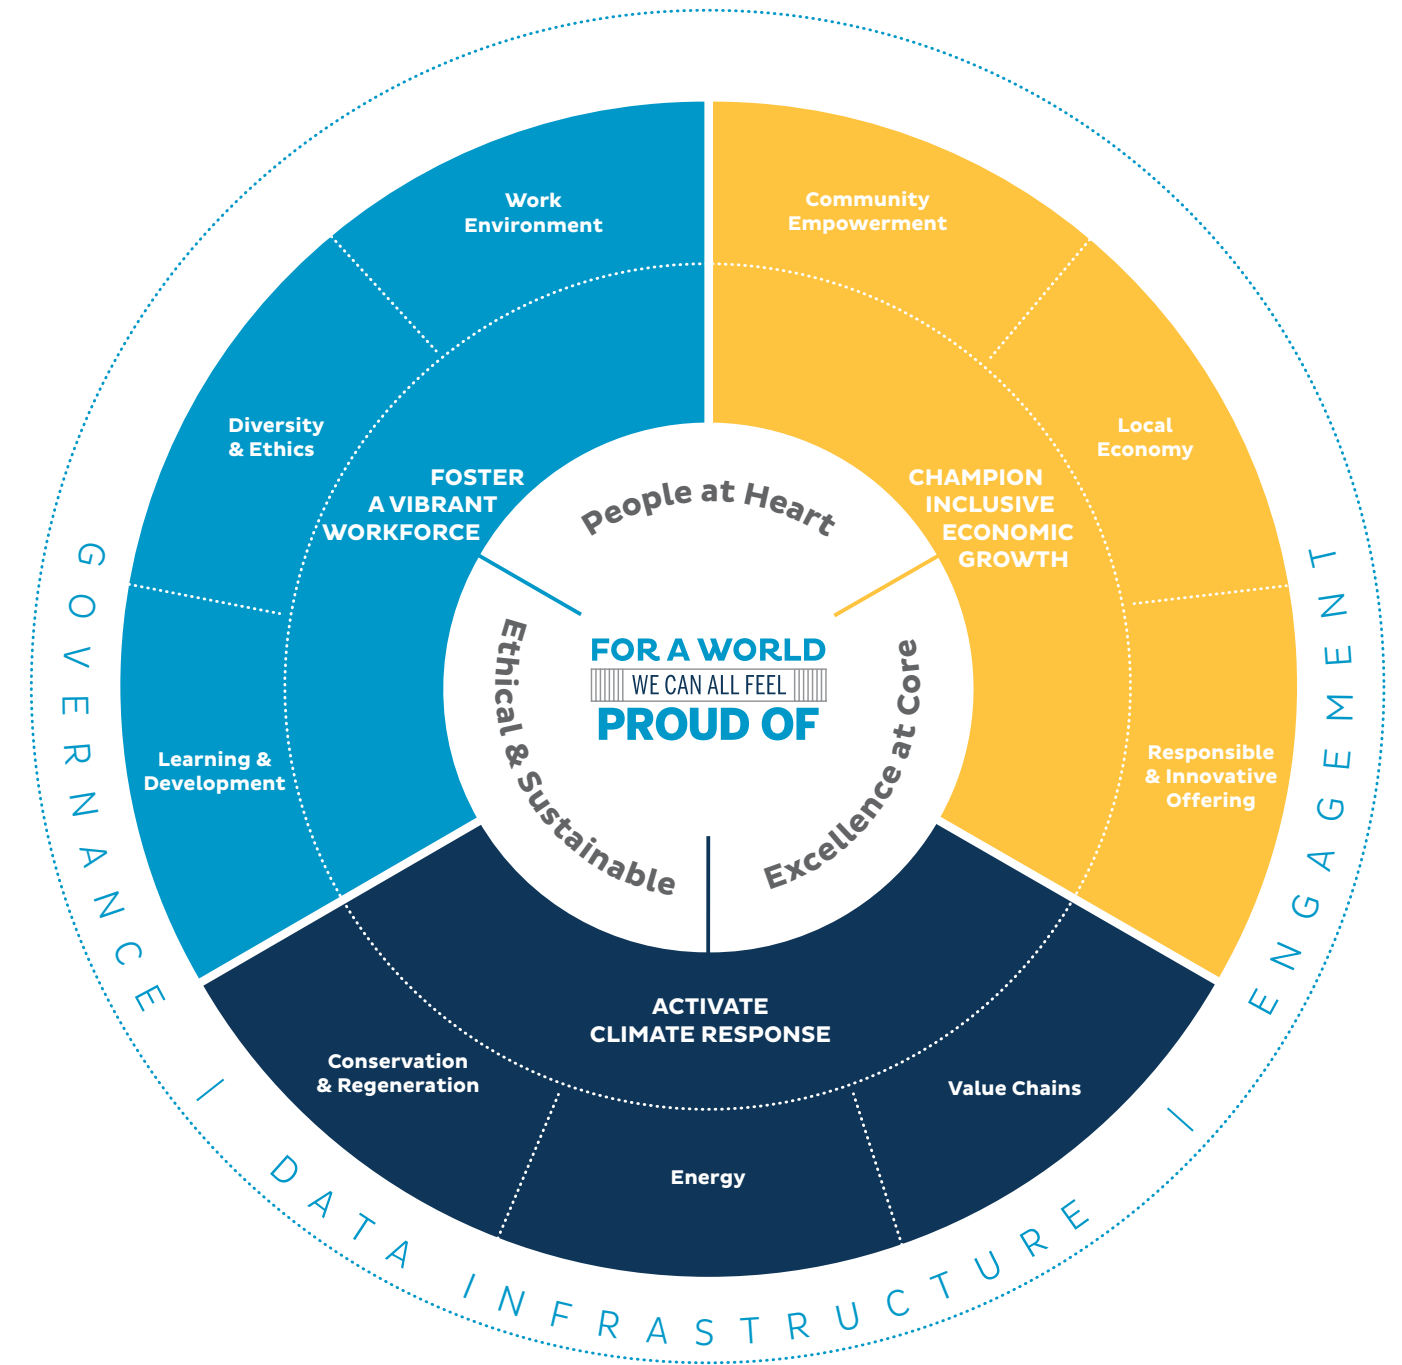 Work
Environment
Community
Empowerment
Diversity
& Ethics
Local
Economy
FOSTER
A VIBRANT
WORKFORCE
CHAMPION
INCLUSIVE
ECONOMIC
GROWTH
People at Heart
Ethical & Sustainable
Excellence at Core
FOR A WORLD
WE CAN ALL FEEL
PROUD OF
Learning &
Development
Responsible
& Innovative
Offering
ACTIVATE
CLIMATE RESPONSE
Conservation
& Regeneration
Energy
Value Chains
GOVERNANCE | DATA INFRASTRUCTURE | ENGAGEMENT